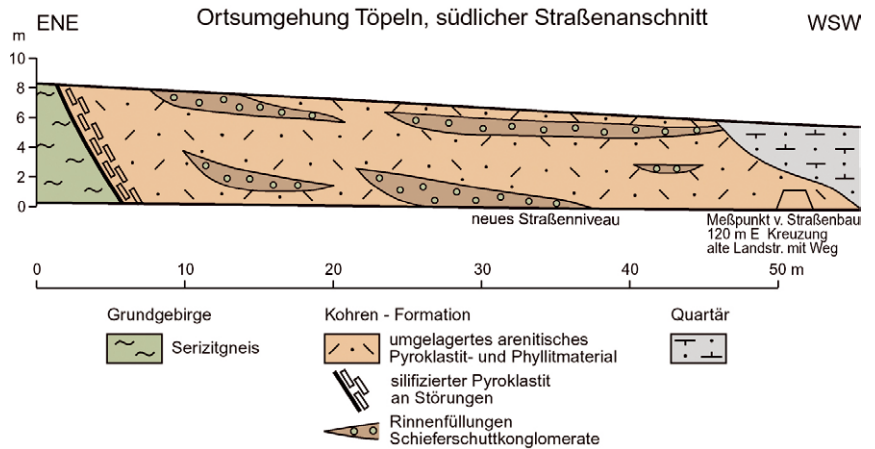 Ortsumgehung Töpeln, südlicher Straßenanschnitt
ENE
WSW
m
10
8
6
4
2
0
neues Straßenniveau
Meßpunkt v. Straßenbau
120 m E Kreuzung
alte Landstr. mit Weg
0
10
20
30
40
50 m
Grundgebirge
Serizitgneis
Kohren - Formation
umgelagertes arenitisches
Pyroklastit- und Phyllitmaterial
silifizierter Pyroklastit
an Störungen
Rinnenfüllungen
Schieferschuttkonglomerate
Quartär